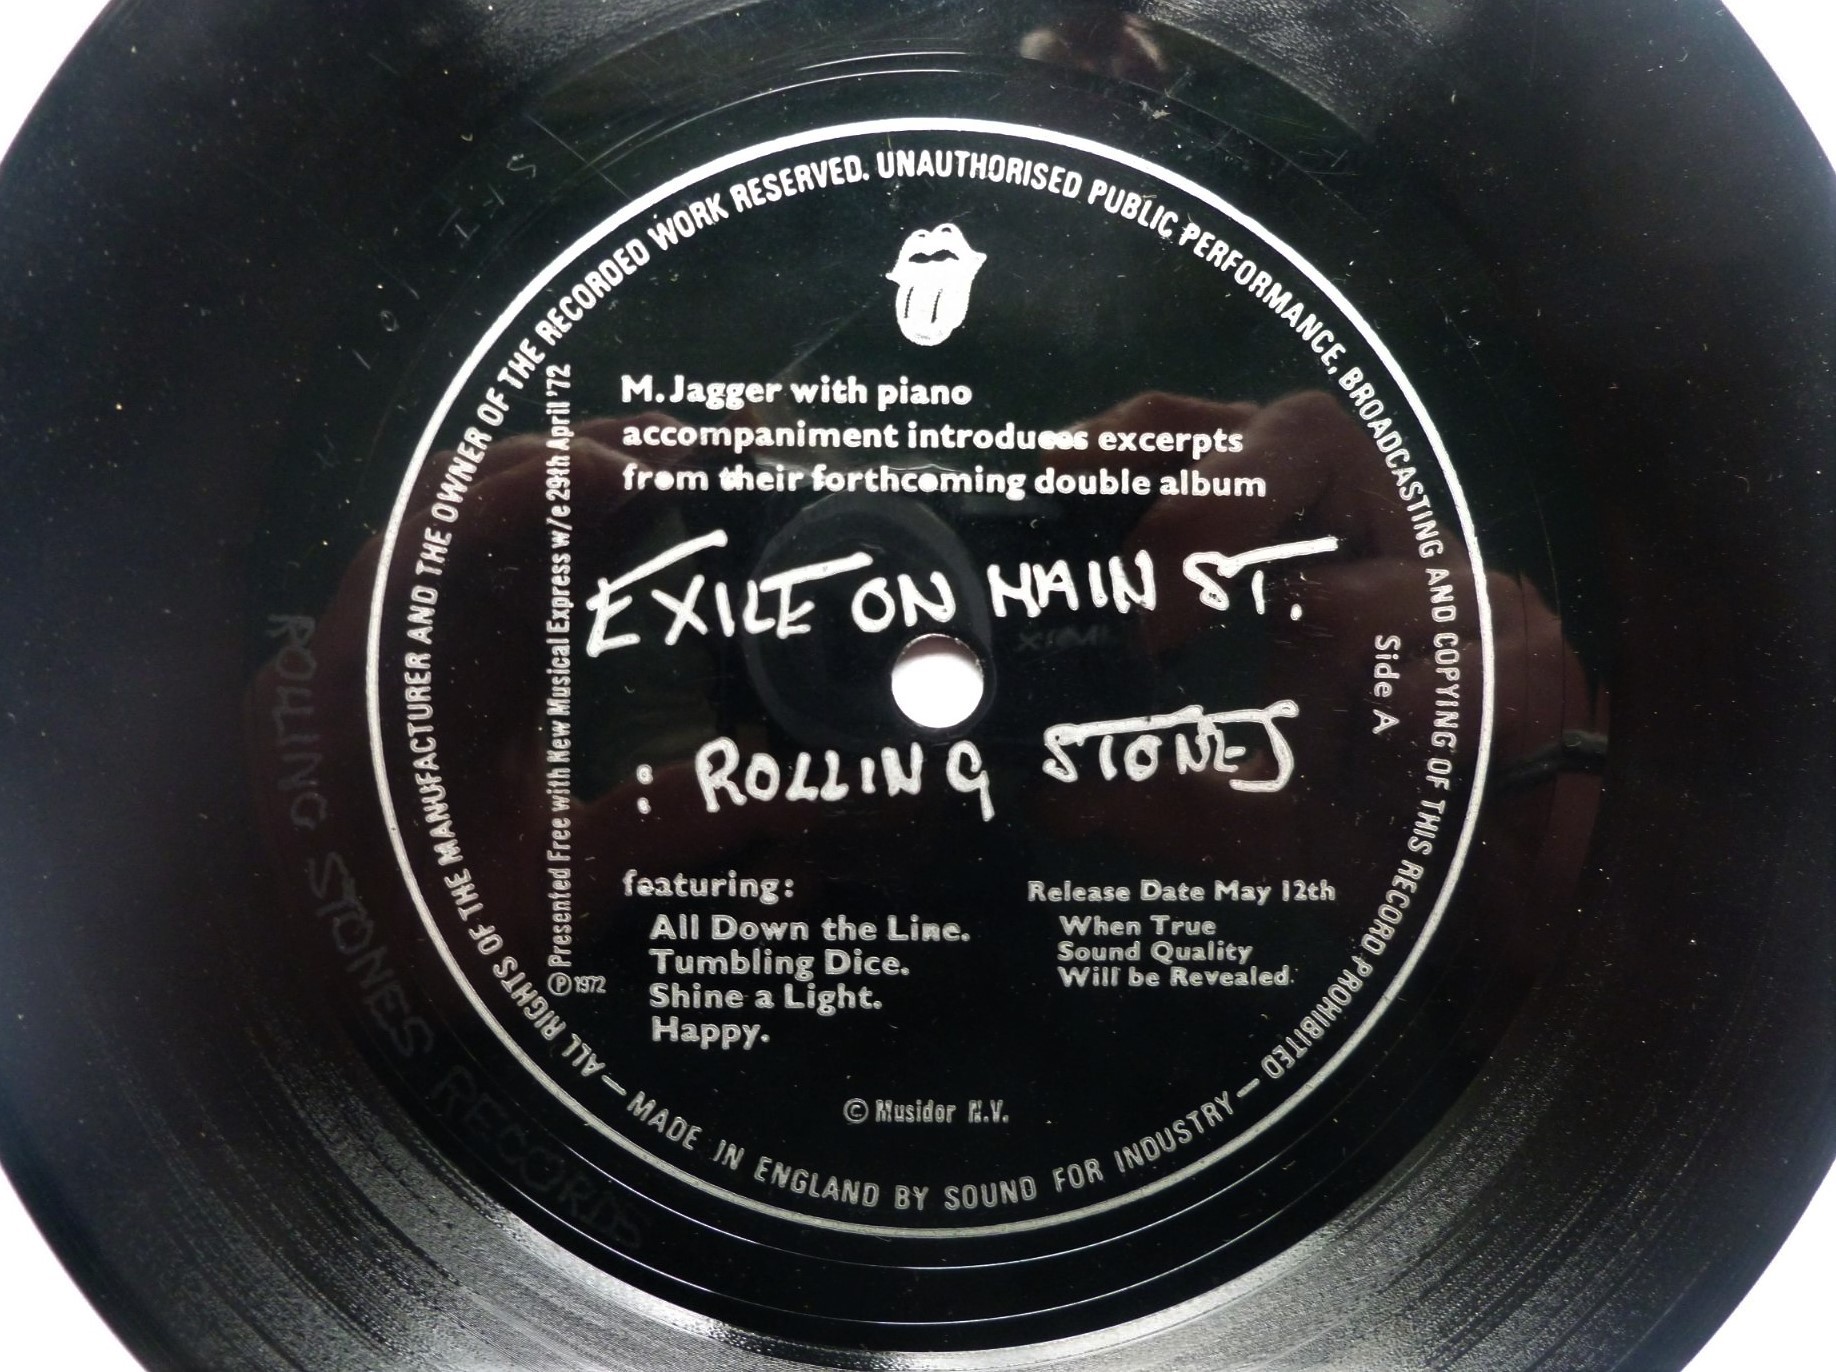 ALL RIGHTS OF THE MANUFACTURER AND THE OWNER OF THE RECORDED WORK RESERVED. UNAUTHORISED PUBLIC PERFORMANCE, BROADCASTING AND COPYING OF THIS RECORD PROHIBITED
M. Jagger with piano
accompaniment introduces excerpts
from their forthcoming double album
EXILE ON MAIN ST.
: ROLLING STONES
Side A
featuring:
All Down the Line.
Tumbling Dice.
Shine a Light.
Happy.
Release Date May 12th
When True
Sound Quality
Will be Revealed.
Ⓟ Presented Free with New Musical Express w/e 29th April '72
1972
© Musidor N.V.
— MADE IN ENGLAND BY SOUND FOR INDUSTRY —
ROLLING STONES RECORDS